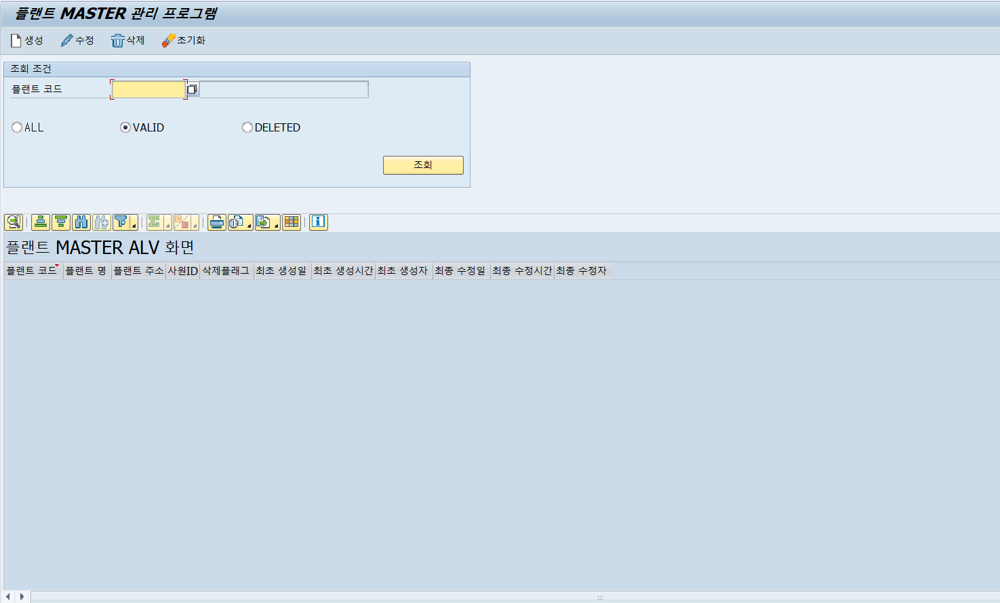 플랜트 MASTER 관리 프로그램
생성 수정 삭제 초기화
조회 조건
플랜트 코드
ALL VALID DELETED
조회
플랜트 MASTER ALV 화면
플랜트 코드 플랜트 명 플랜트 주소 사원ID 삭제플래그 최초 생성일 최초 생성시간 최초 생성자 최종 수정일 최종 수정시간 최종 수정자